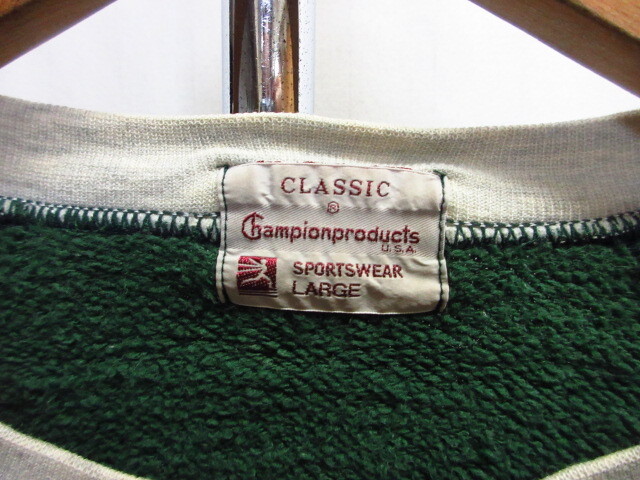 CLASSIC
®
Championproducts
U.S.A.
SPORTSWEAR
LARGE